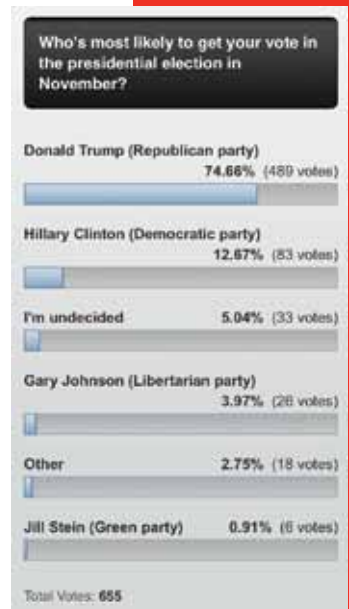 Who's most likely to get your vote in
the presidential election in
November?
Donald Trump (Republican party)
74.66% (489 votes)
Hillary Clinton (Democratic party)
12.67% (83 votes)
I'm undecided 5.04% (33 votes)
Gary Johnson (Libertarian party)
3.97% (26 votes)
Other 2.75% (18 votes)
Jill Stein (Green party) 0.91% (6 votes)
Total Votes: 655